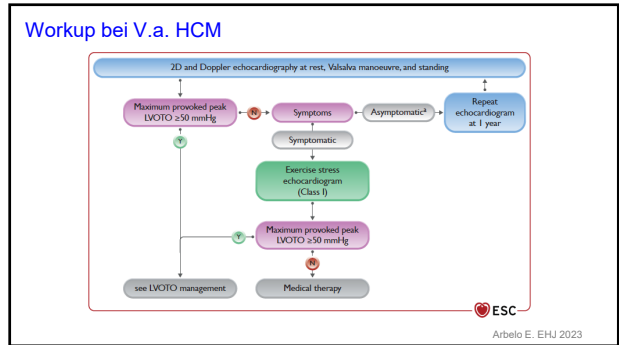 Workup bei V.a. HCM
2D and Doppler echocardiography at rest, Valsalva manoeuvre, and standing
Maximum provoked peak
LVOTO ≥50 mmHg
N
Symptoms
Asymptomaticª
Repeat
echocardiogram
at 1 year
Y
Symptomatic
Exercise stress
echocardiogram
(Class I)
Y
Maximum provoked peak
LVOTO ≥50 mmHg
N
see LVOTO management
Medical therapy
ESC
Arbelo E. EHJ 2023